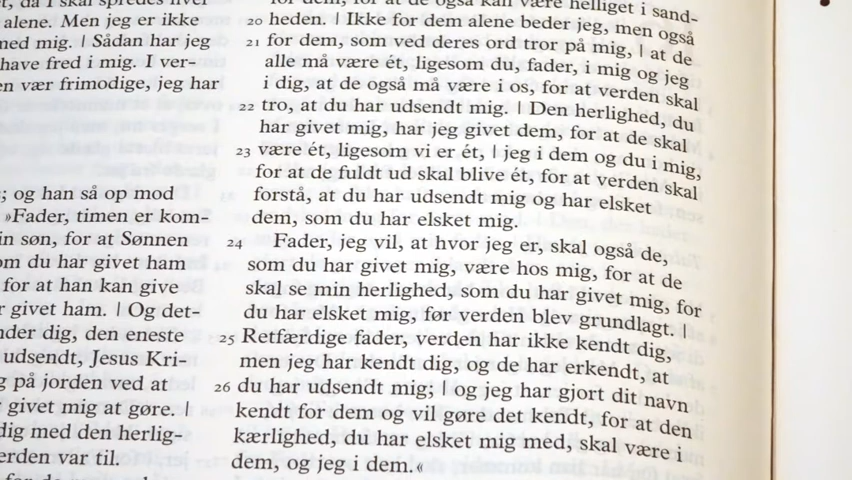 alene. Men jeg er ikke
med mig. | Sådan har jeg
have fred i mig. I ver-
vær frimodige, jeg har
og han så op mod
»Fader, timen er kom-
søn, for at Sønnen
du har givet ham
for at han kan give
givet ham. | Og det-
dig, den eneste
udsendt, Jesus Kri-
på jorden ved at
givet mig at gøre. |
dig med den herlig-
verden var til.
for de
for at de også kan være helliget i sand-
20 heden. | Ikke for dem alene beder jeg, men også
21 for dem, som ved deres ord tror på mig, | at de
alle må være ét, ligesom du, fader, i mig og jeg
i dig, at de også må være i os, for at verden skal
22 tro, at du har udsendt mig. | Den herlighed, du
har givet mig, har jeg givet dem, for at de skal
23 være ét, ligesom vi er ét, | jeg i dem og du i mig,
for at de fuldt ud skal blive ét, for at verden skal
forstå, at du har udsendt mig og har elsket
dem, som du har elsket mig.
24 Fader, jeg vil, at hvor jeg er, skal også de,
som du har givet mig, være hos mig, for at de
skal se min herlighed, som du har givet mig, for
du har elsket mig, før verden blev grundlagt. |
25 Retfærdige fader, verden har ikke kendt dig,
men jeg har kendt dig, og de har erkendt, at
26 du har udsendt mig; | og jeg har gjort dit navn
kendt for dem og vil gøre det kendt, for at den
kærlighed, du har elsket mig med, skal være i
dem, og jeg i dem.«